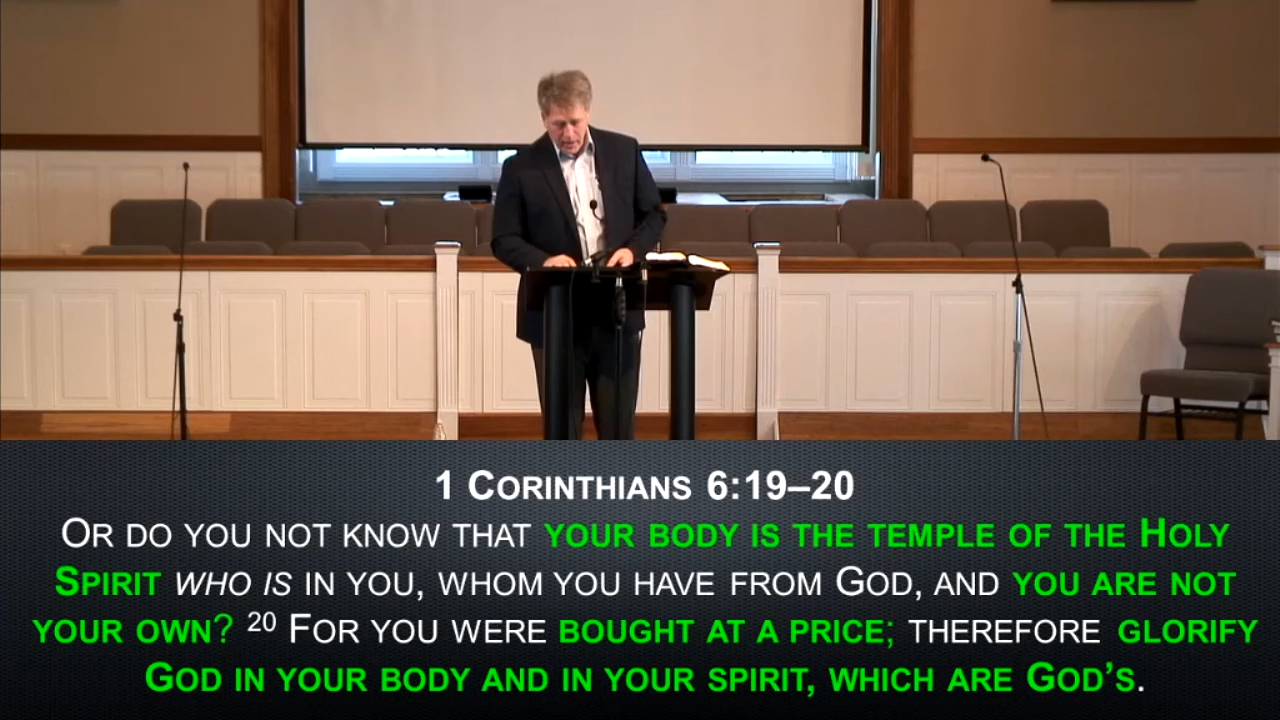 1 Corinthians 6:19–20
Or do you not know that your body is the temple of the Holy
Spirit who is in you, whom you have from God, and you are not
your own? 20 For you were bought at a price; therefore glorify
God in your body and in your spirit, which are God’s.